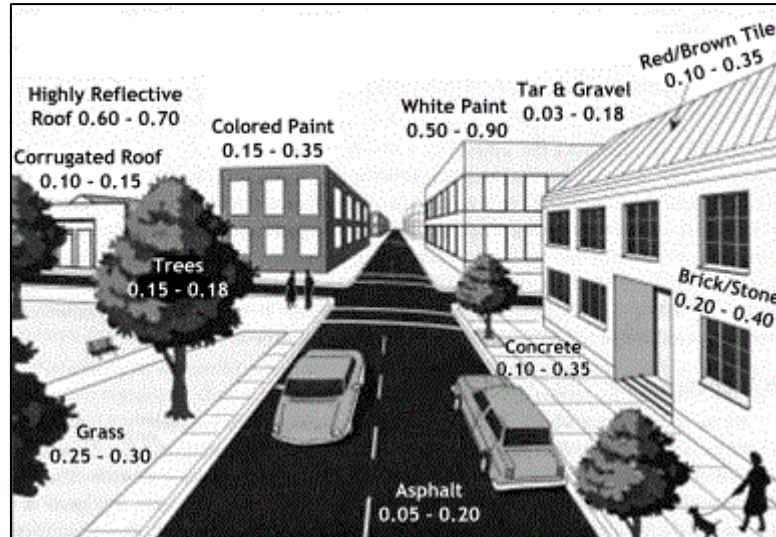 Highly Reflective
Roof 0.60 - 0.70
Corrugated Roof
0.10 - 0.15
Colored Paint
0.15 - 0.35
White Paint
0.50 - 0.90
Tar & Gravel
0.03 - 0.18
Red/Brown Tile
0.10 - 0.35
Trees
0.15 - 0.18
Brick/Stone
0.20 - 0.40
Concrete
0.10 - 0.35
Grass
0.25 - 0.30
Asphalt
0.05 - 0.20